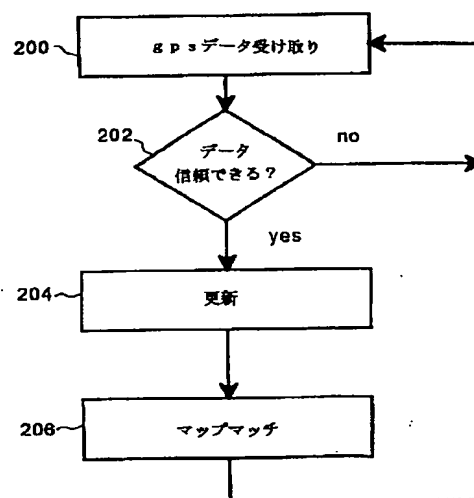 200
gpsデータ受け取り
202
データ
信頼できる？
no
yes
204
更新
206
マップマッチ